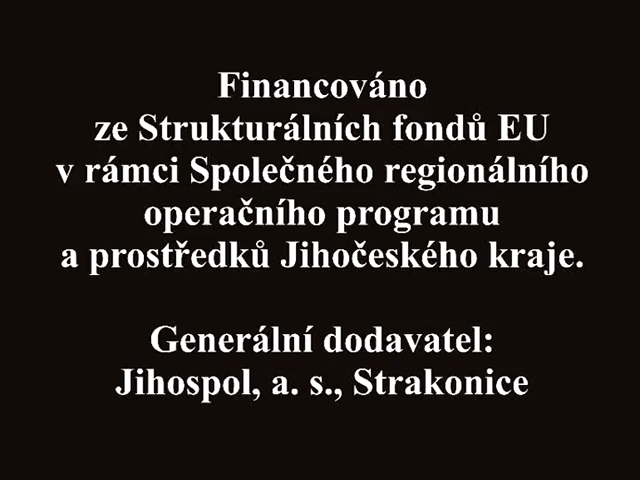 Financováno
ze Strukturálních fondů EU
v rámci Společného regionálního
operačního programu
a prostředků Jihočeského kraje.
Generální dodavatel:
Jihospol, a. s., Strakonice